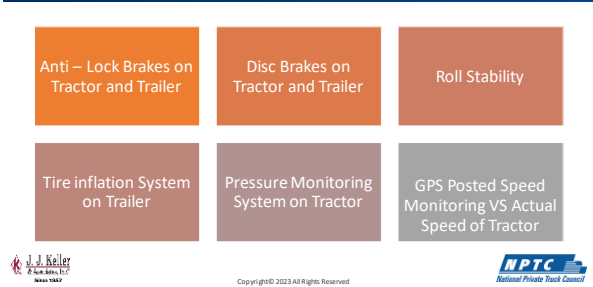 Anti – Lock Brakes on
Tractor and Trailer
Disc Brakes on
Tractor and Trailer
Roll Stability
Tire inflation System
on Trailer
Pressure Monitoring
System on Tractor
GPS Posted Speed
Monitoring VS Actual
Speed of Tractor
J. J. Keller
& Associates, Inc.®
Since 1953
Copyright© 2023 All Rights Reserved
NPTC
National Private Truck Council